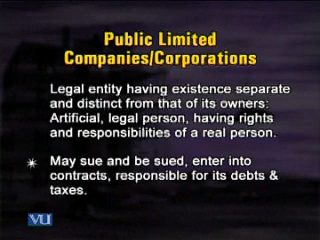 Public Limited
Companies/Corporations
Legal entity having existence separate
and distinct from that of its owners:
Artificial, legal person, having rights
and responsibilities of a real person.
May sue and be sued, enter into
contracts, responsible for its debts &
taxes.
VU